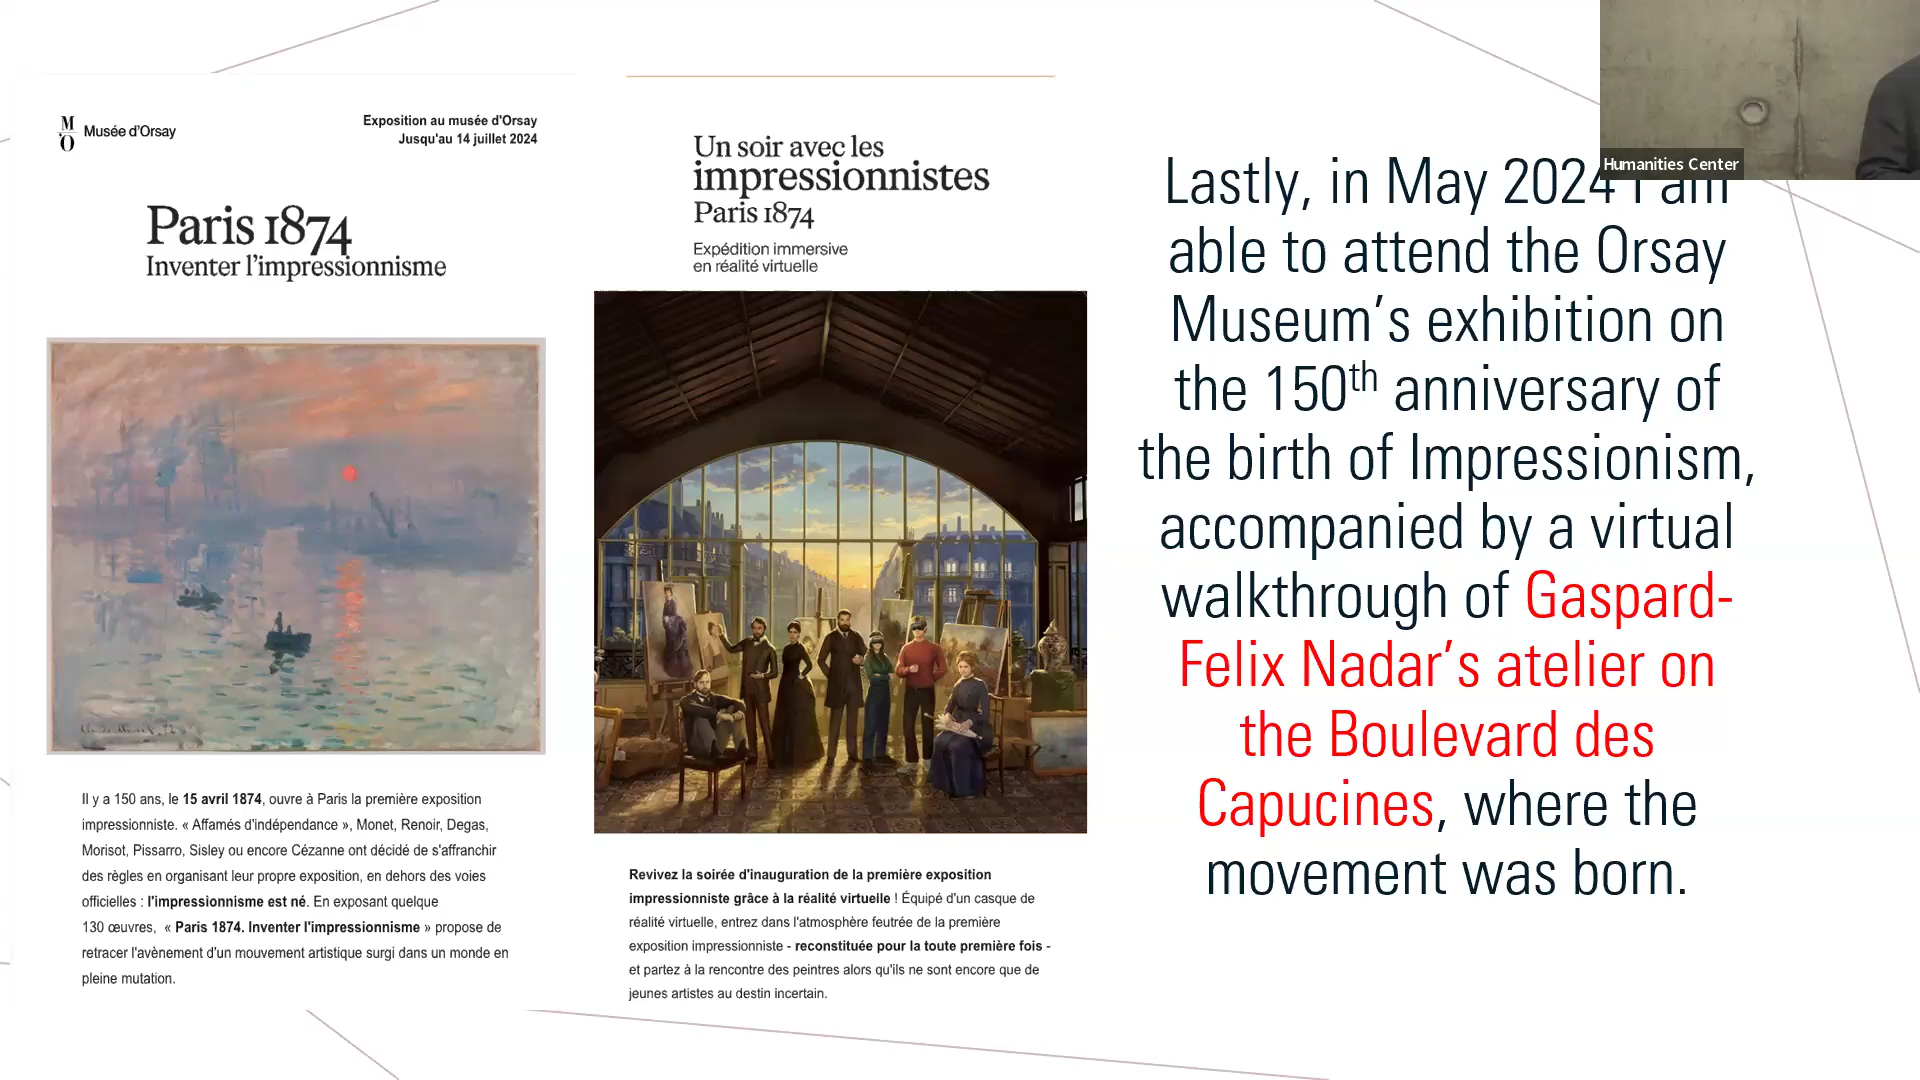 M
'O
Musée d'Orsay
Exposition au musée d'Orsay
Jusqu'au 14 juillet 2024
Paris 1874
Inventer l'impressionnisme
Il y a 150 ans, le 15 avril 1874, ouvre à Paris la première exposition
impressionniste. « Affamés d'indépendance », Monet, Renoir, Degas,
Morisot, Pissarro, Sisley ou encore Cézanne ont décidé de s'affranchir
des règles en organisant leur propre exposition, en dehors des voies
officielles : l'impressionnisme est né. En exposant quelque
130 œuvres, « Paris 1874. Inventer l'impressionnisme » propose de
retracer l'avènement d'un mouvement artistique surgi dans un monde en
pleine mutation.
Un soir avec les
impressionnistes
Paris 1874
Expédition immersive
en réalité virtuelle
Revivez la soirée d'inauguration de la première exposition
impressionniste grâce à la réalité virtuelle ! Équipé d'un casque de
réalité virtuelle, entrez dans l'atmosphère feutrée de la première
exposition impressionniste - reconstituée pour la toute première fois -
et partez à la rencontre des peintres alors qu'ils ne sont encore que de
jeunes artistes au destin incertain.
Lastly, in May 2024 I am
able to attend the Orsay
Museum's exhibition on
the 150th anniversary of
the birth of Impressionism,
accompanied by a virtual
walkthrough of Gaspard-
Felix Nadar's atelier on
the Boulevard des
Capucines, where the
movement was born.
Humanities Center